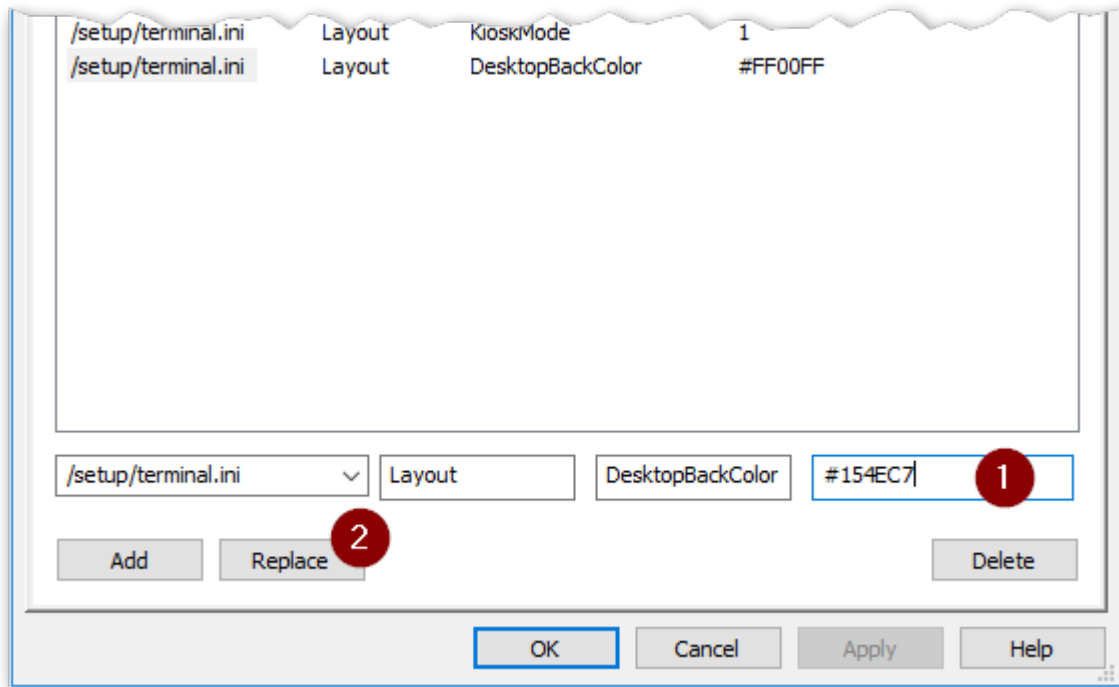 /setup/terminal.ini Layout KioskMode 1
/setup/terminal.ini Layout DesktopBackColor #FF00FF
/setup/terminal.ini Layout DesktopBackColor #154EC7 1
2
Add Replace Delete
OK Cancel Apply Help